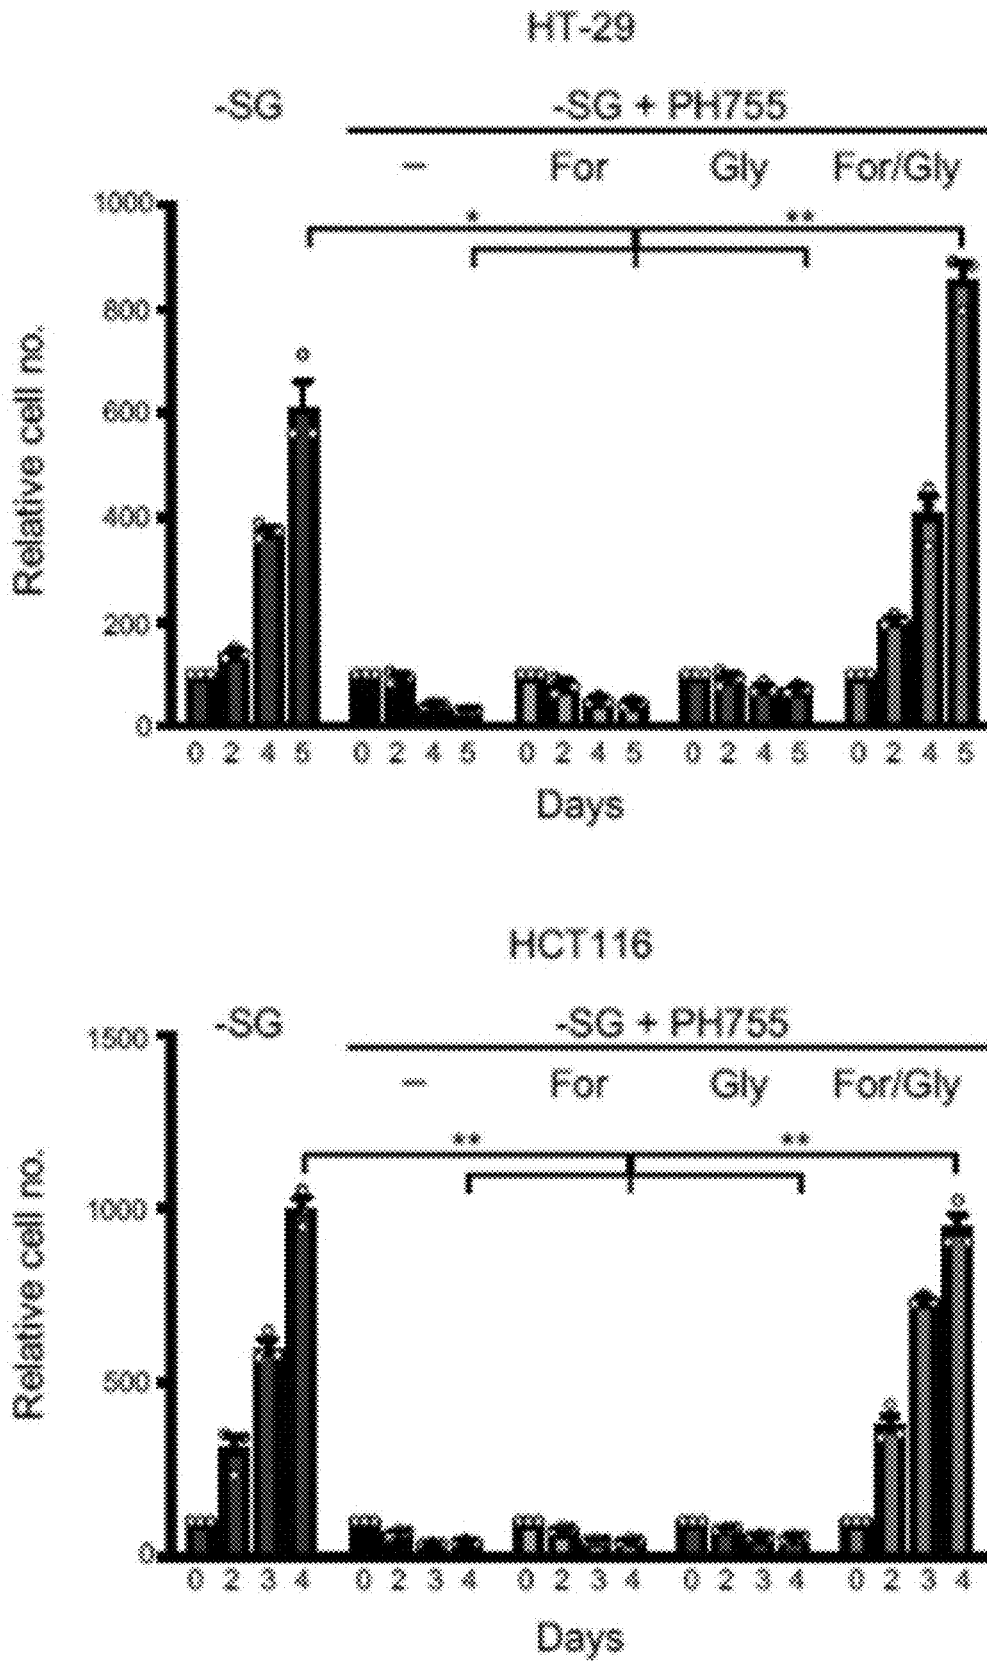 HT-29
-SG -SG + PH755
– For Gly For/Gly
1000
* **
800
600
400
200
0
Relative cell no.
0 2 4 5 0 2 4 5 0 2 4 5 0 2 4 5 0 2 4 5
Days
HCT116
-SG -SG + PH755
1500
– For Gly For/Gly
** **
1000
500
0
Relative cell no.
0 2 3 4 0 2 3 4 0 2 3 4 0 2 3 4 0 2 3 4
Days